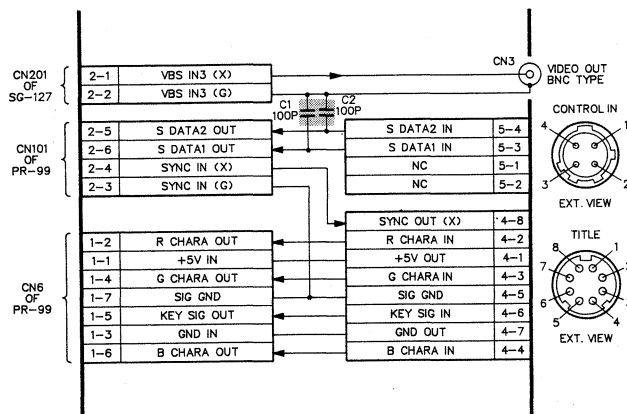 CN3
VIDEO OUT
BNC TYPE
CN201
OF
SG-127
2-1 VBS IN3 (X)
2-2 VBS IN3 (G)
C1
100P
C2
100P
CONTROL IN
4 1
3 2
EXT. VIEW
CN101
OF
PR-99
2-5 S DATA2 OUT
2-6 S DATA1 OUT
2-4 SYNC IN (X)
2-3 SYNC IN (G)
S DATA2 IN 5-4
S DATA1 IN 5-3
NC 5-1
NC 5-2
CN6
OF
PR-99
1-2 R CHARA OUT
1-1 +5V IN
1-4 G CHARA OUT
1-7 SIG GND
1-5 KEY SIG OUT
1-3 GND IN
1-6 B CHARA OUT
SYNC OUT (X) 4-8
R CHARA IN 4-2
+5V OUT 4-1
G CHARA IN 4-3
SIG GND 4-5
KEY SIG IN 4-6
GND OUT 4-7
B CHARA IN 4-4
TITLE
8 1
7
6
5 4
EXT. VIEW